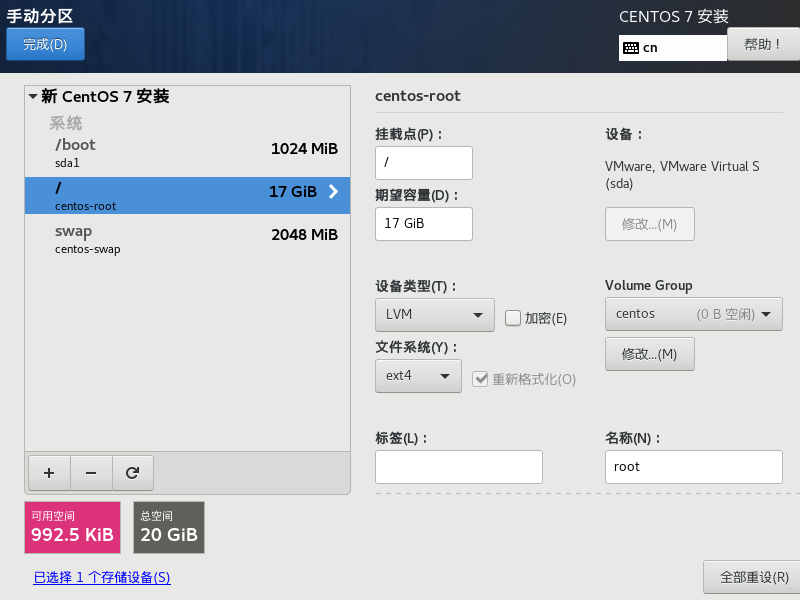 手动分区
CENTOS 7 安装
完成(D)
cn
帮助！
新 CentOS 7 安装
系统
/boot
1024 MiB
sda1
/
17 GiB
centos-root
swap
2048 MiB
centos-swap
+ −
可用空间
992.5 KiB
总空间
20 GiB
已选择 1 个存储设备(S)
centos-root
挂载点(P)：
/
期望容量(D)：
17 GiB
设备：
VMware, VMware Virtual S
(sda)
修改...(M)
设备类型(T)：
LVM
加密(E)
文件系统(Y)：
ext4
重新格式化(O)
Volume Group
centos (0 B 空闲)
修改...(M)
标签(L)：
名称(N)：
root
全部重设(R)